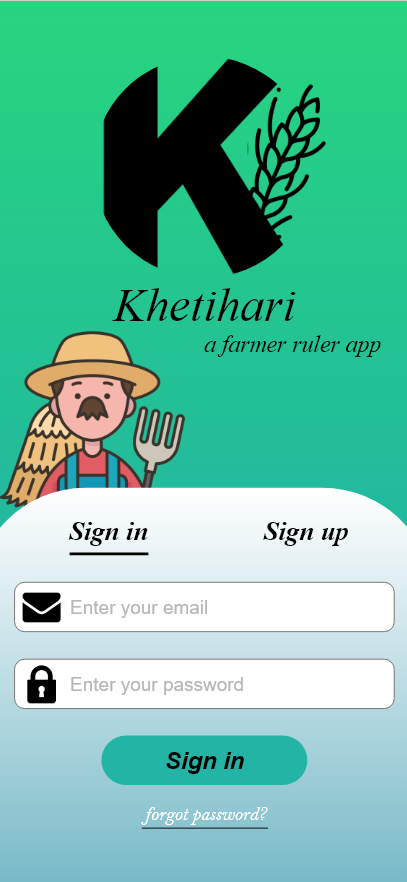 K
Khetihari
a farmer ruler app
Sign in Sign up
Enter your email
Enter your password
Sign in
forgot password?